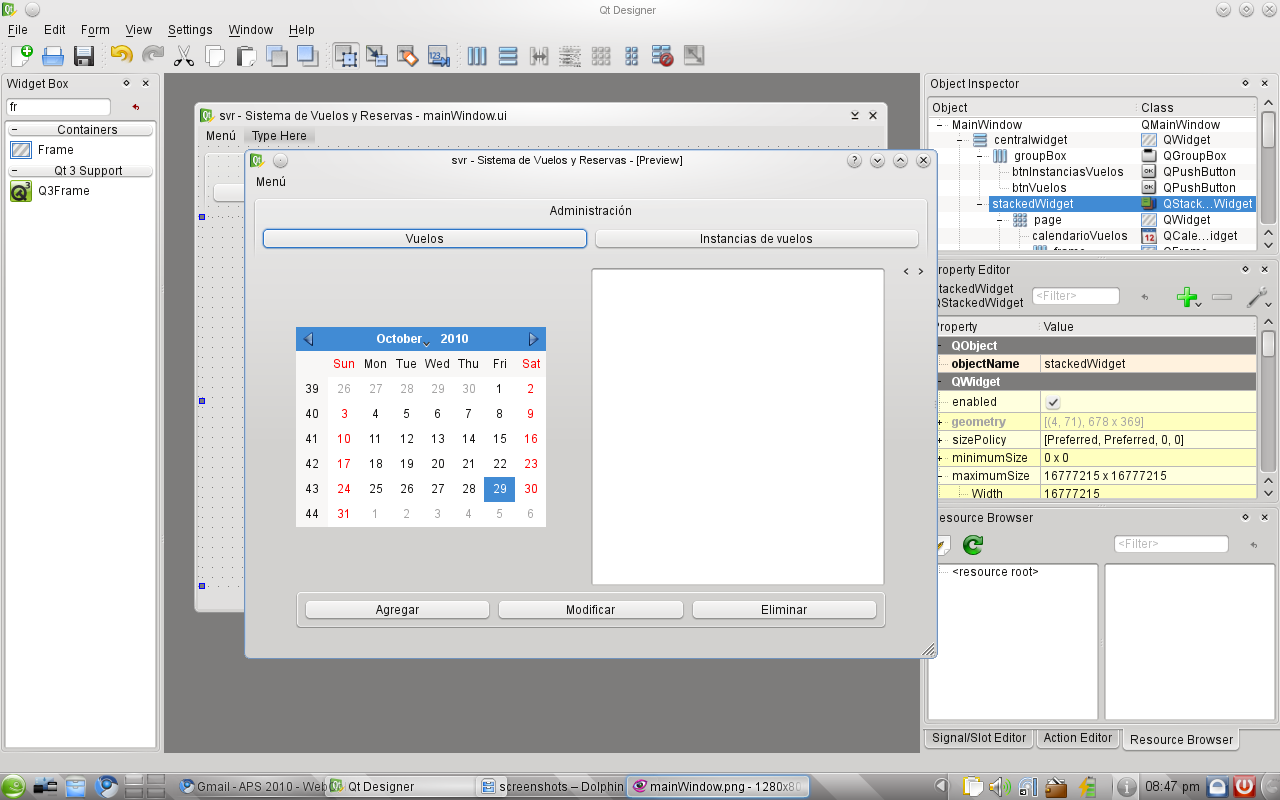 Qt Designer
File Edit Form View Settings Window Help
Widget Box
fr
Containers
Frame
Qt 3 Support
Q3Frame
svr - Sistema de Vuelos y Reservas - mainWindow.ui
Menú Type Here
svr - Sistema de Vuelos y Reservas - [Preview]
Menú
Administración
Vuelos Instancias de vuelos
October 2010
Sun Mon Tue Wed Thu Fri Sat
39 26 27 28 29 30 1 2
40 3 4 5 6 7 8 9
41 10 11 12 13 14 15 16
42 17 18 19 20 21 22 23
43 24 25 26 27 28 29 30
44 31 1 2 3 4 5 6
Agregar Modificar Eliminar
Object Inspector
Object Class
MainWindow QMainWindow
centralwidget QWidget
groupBox QGroupBox
btnInstanciasVuelos QPushButton
btnVuelos QPushButton
stackedWidget QStack...Widget
page QWidget
calendarioVuelos QCale...idget
roperty Editor
stackedWidget
QStackedWidget
<Filter>
roperty Value
QObject
objectName stackedWidget
QWidget
enabled
geometry [(4, 71), 678 x 369]
sizePolicy [Preferred, Preferred, 0, 0]
minimumSize 0 x 0
maximumSize 16777215 x 16777215
Width 16777215
esource Browser
<Filter>
<resource root>
Signal/Slot Editor Action Editor Resource Browser
Gmail - APS 2010 - Web
Qt Designer
screenshots – Dolphin
mainWindow.png - 1280x80
08:47 pm